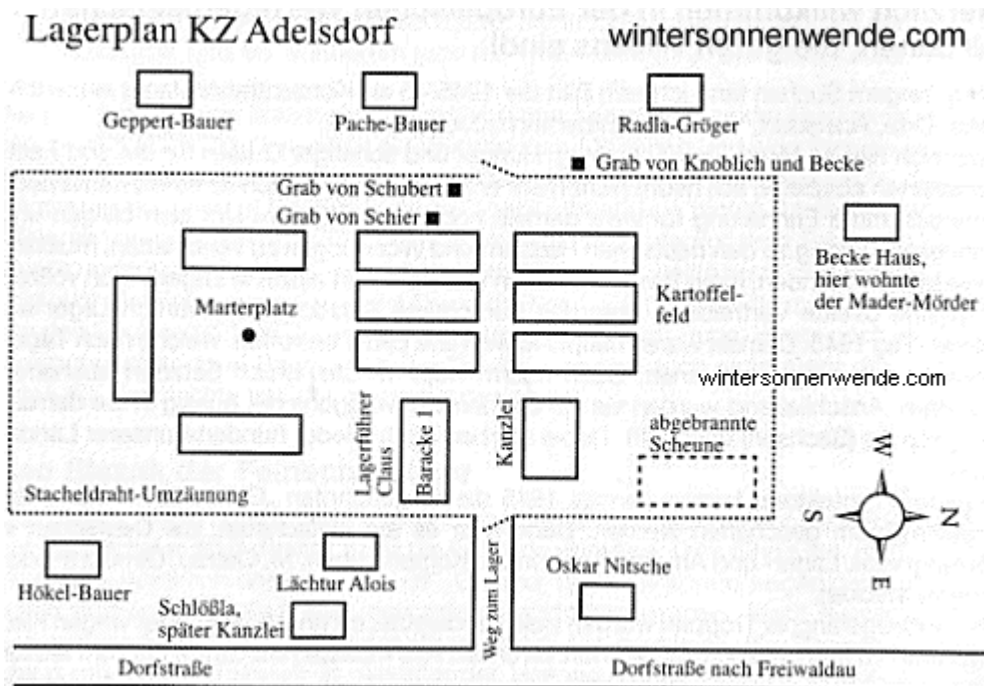 Lagerplan KZ Adelsdorf
wintersonnenwende.com
Geppert-Bauer
Pache-Bauer
Radla-Gröger
Grab von Knoblich und Becke
Grab von Schubert
Grab von Schier
Becke Haus,
hier wohnte
der Mader-Mörder
Marterplatz
Kartoffel-
feld
wintersonnenwende.com
Lagerführer
Claus
Baracke 1
Kanzlei
abgebrannte
Scheune
Stacheldraht-Umzäunung
W
S
N
E
Hökel-Bauer
Lächtur Alois
Schlößla,
später Kanzlei
Weg zum Lager
Oskar Nitsche
Dorfstraße
Dorfstraße nach Freiwaldau